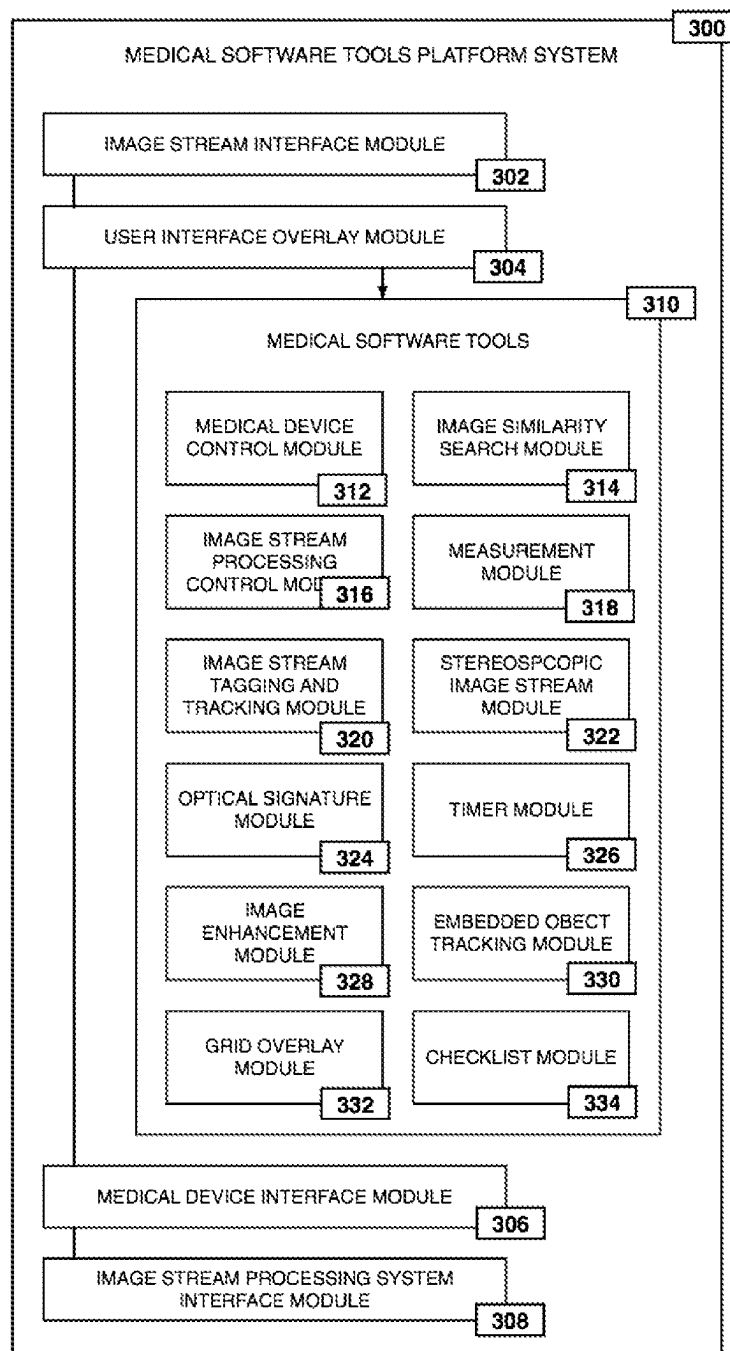 300
MEDICAL SOFTWARE TOOLS PLATFORM SYSTEM
IMAGE STREAM INTERFACE MODULE
302
USER INTERFACE OVERLAY MODULE
304
310
MEDICAL SOFTWARE TOOLS
MEDICAL DEVICE
CONTROL MODULE
312
IMAGE SIMILARITY
SEARCH MODULE
314
IMAGE STREAM
PROCESSING
CONTROL MOD
316
MEASUREMENT
MODULE
318
IMAGE STREAM
TAGGING AND
TRACKING MODULE
320
STEREOSPCOPIC
IMAGE STREAM
MODULE
322
OPTICAL SIGNATURE
MODULE
324
TIMER MODULE
326
IMAGE
ENHANCEMENT
MODULE
328
EMBEDDED OBECT
TRACKING MODULE
330
GRID OVERLAY
MODULE
332
CHECKLIST MODULE
334
MEDICAL DEVICE INTERFACE MODULE
306
IMAGE STREAM PROCESSING SYSTEM
INTERFACE MODULE
308